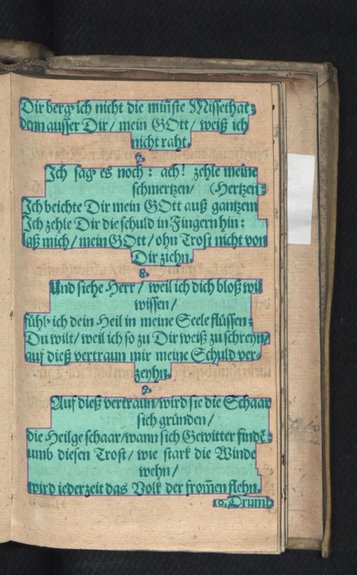 Dir berg ich nicht die miñste Missethat:
dann ausser Dir / mein GOtt / weiß ich
nicht raht.
7.
Ich sag es noch: ach! zehle meine
schmertzen / (Hertzen:
Ich beichte Dir mein GOtt auß gantzem
Ich zehle Dir die schuld in Fingern hin:
laß mich / mein GOtt / ohn Trost nicht von
Dir ziehn.
8.
Und siehe Herr / weil ich dich bloß wil
wissen /
fühl ich dein Heil in meine Seele flüssen:
Du wilt / weil ich so zu Dir weiß zu schreyn /
auf dieß vertraun mir meine Schuld ver-
zeyhn.
9.
Auf dieß vertraun / wird sie die Schaar
sich gründen /
die Heilge schaar / wann sich Gewitter findt:
umb diesen Trost / wie stark die Winde
wehn /
wird jederzeit das Volk der from̃en flehn.
10. Drumb